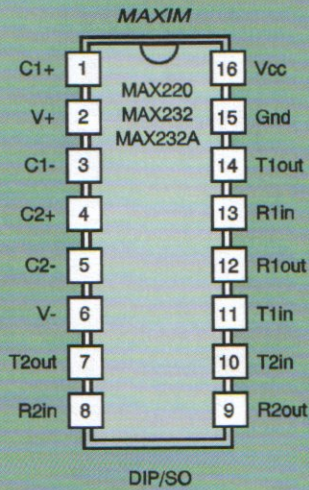 MAXIM
C1+ 1 16 Vcc
MAX220
V+ 2 MAX232 15 Gnd
MAX232A
C1- 3 14 T1out
C2+ 4 13 R1in
C2- 5 12 R1out
V- 6 11 T1in
T2out 7 10 T2in
R2in 8 9 R2out
DIP/SO